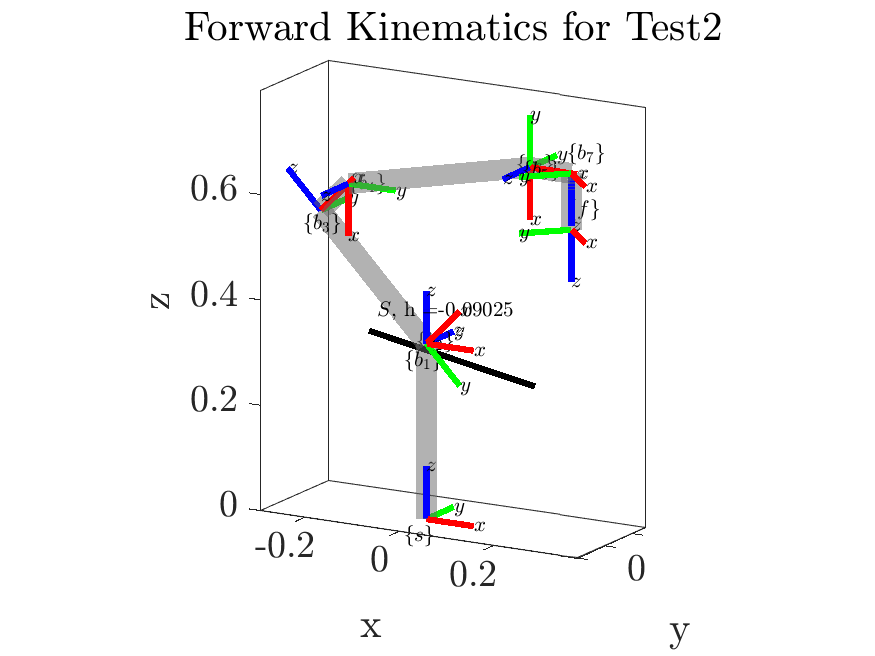 Forward Kinematics for Test2
z
0.6
0.4
0.2
0
-0.2
0
0.2
0
x
y
y
y{b₇}
x
x
z
y
x
f}
y
x
z
z
y
y
x
{b₃}
z
S, h =-0.09025
x
{b₁}
y
z
y
x
{s}